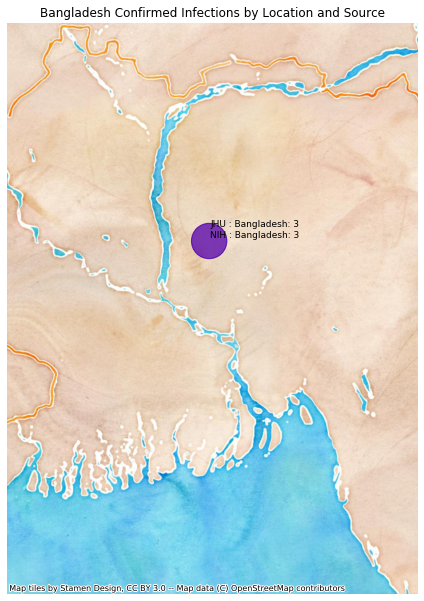 Bangladesh Confirmed Infections by Location and Source
JHU : Bangladesh: 3
NIH : Bangladesh: 3
Map tiles by Stamen Design, CC BY 3.0 -- Map data (C) OpenStreetMap contributors